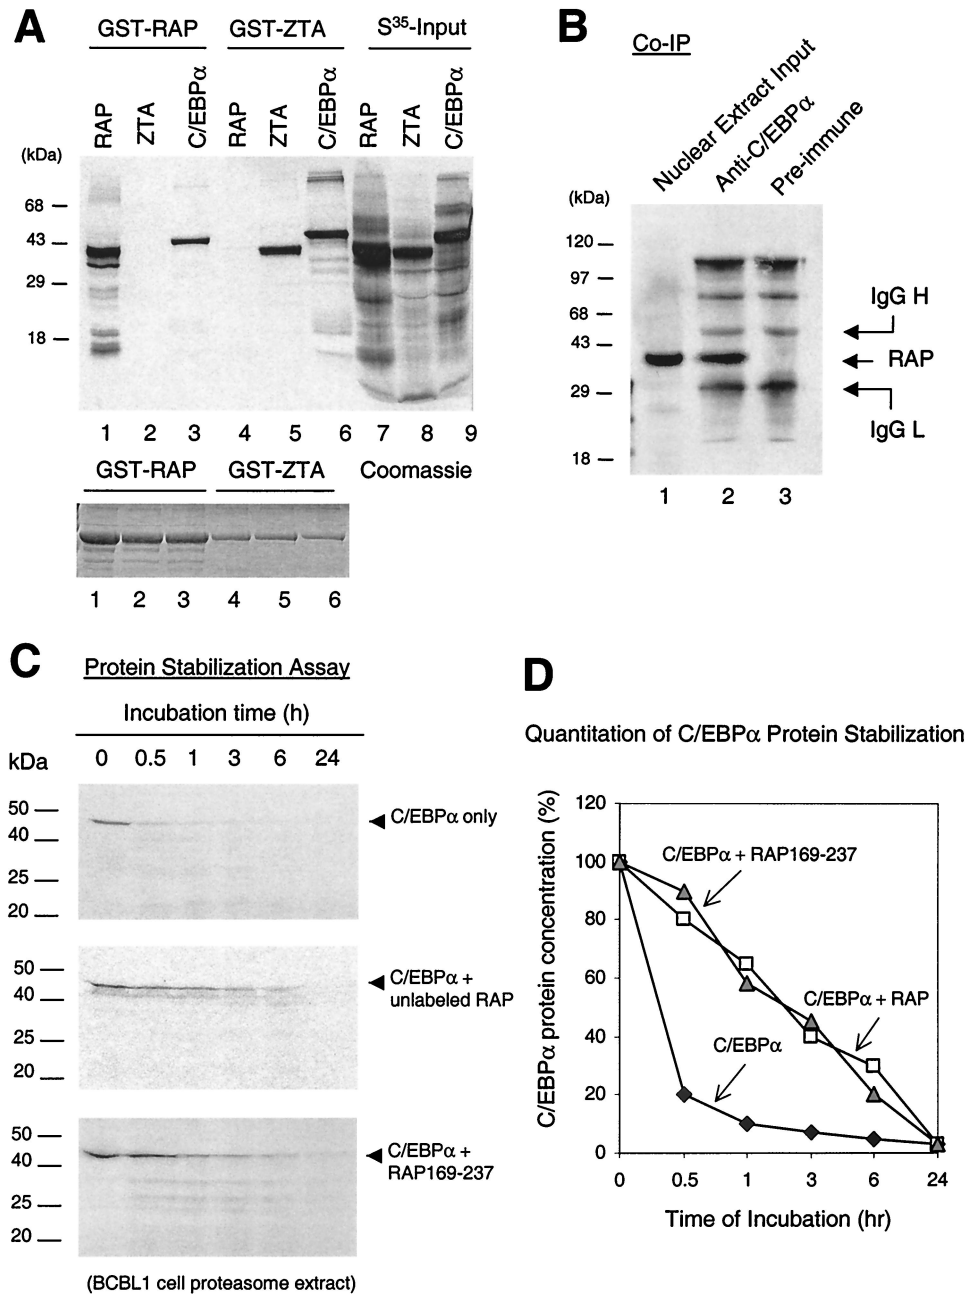 A
GST-RAP GST-ZTA S35-Input
RAP ZTA C/EBPα RAP ZTA C/EBPα RAP ZTA C/EBPα
(kDa)
68
43
29
18
1 2 3 4 5 6 7 8 9
GST-RAP GST-ZTA Coomassie
1 2 3 4 5 6
B
Co-IP
Nuclear Extract Input
Anti-C/EBPα
Pre-immune
(kDa)
120
97
68
43
29
18
IgG H
RAP
IgG L
1 2 3
C
Protein Stabilization Assay
Incubation time (h)
kDa 0 0.5 1 3 6 24
50
40
25
20
C/EBPα only
50
40
25
20
C/EBPα +
unlabeled RAP
50
40
25
20
C/EBPα +
RAP169-237
(BCBL1 cell proteasome extract)
D
Quantitation of C/EBPα Protein Stabilization
C/EBPα protein concentration (%)
120
100
80
60
40
20
0
C/EBPα + RAP169-237
C/EBPα + RAP
C/EBPα
0 0.5 1 3 6 24
Time of Incubation (hr)